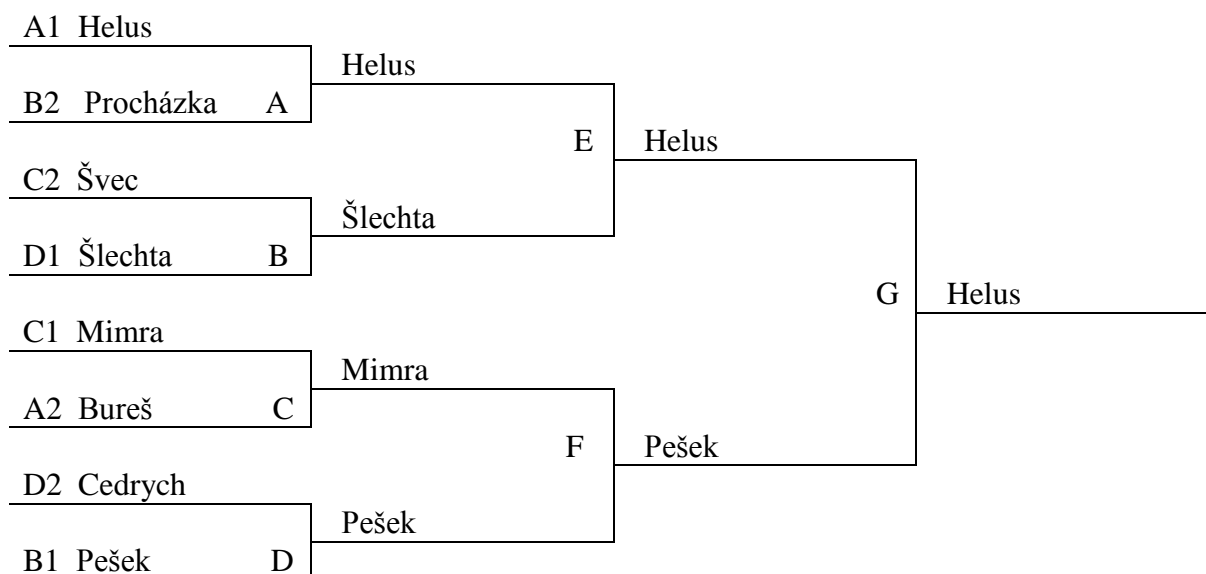 A1 Helus
Helus
B2 Procházka A
E Helus
C2 Švec
Šlechta
D1 Šlechta B
G Helus
C1 Mimra
Mimra
A2 Bureš C
F Pešek
D2 Cedrych
Pešek
B1 Pešek D